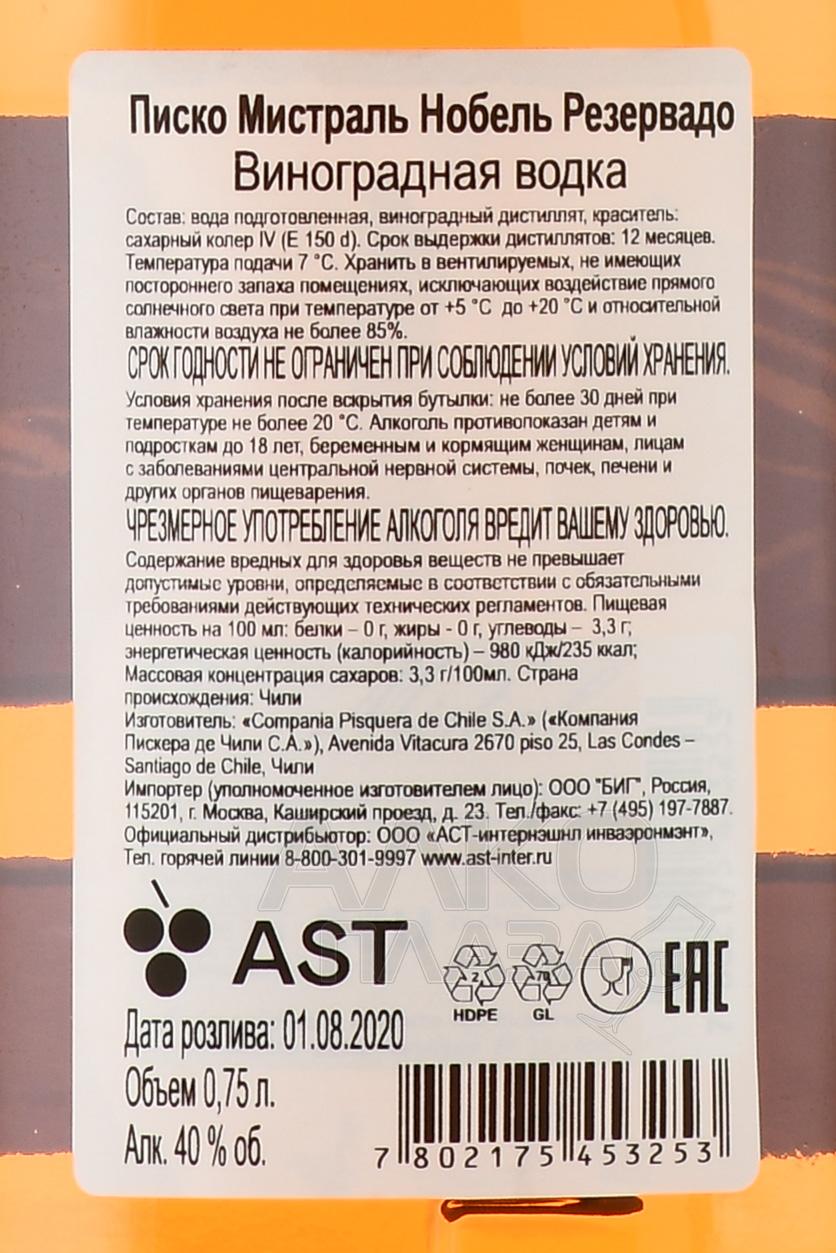 Писко Мистраль Нобель Резервадо
Виноградная водка
Состав: вода подготовленная, виноградный дистиллят, краситель:
сахарный колер IV (Е 150 d). Срок выдержки дистиллятов: 12 месяцев.
Температура подачи 7 °С. Хранить в вентилируемых, не имеющих
постороннего запаха помещениях, исключающих воздействие прямого
солнечного света при температуре от +5 °С до +20 °С и относительной
влажности воздуха не более 85%.
СРОК ГОДНОСТИ НЕ ОГРАНИЧЕН ПРИ СОБЛЮДЕНИИ УСЛОВИЙ ХРАНЕНИЯ.
Условия хранения после вскрытия бутылки: не более 30 дней при
температуре не более 20 °С. Алкоголь противопоказан детям и
подросткам до 18 лет, беременным и кормящим женщинам, лицам
с заболеваниями центральной нервной системы, почек, печени и
других органов пищеварения.
ЧРЕЗМЕРНОЕ УПОТРЕБЛЕНИЕ АЛКОГОЛЯ ВРЕДИТ ВАШЕМУ ЗДОРОВЬЮ.
Содержание вредных для здоровья веществ не превышает
допустимые уровни, определяемые в соответствии с обязательными
требованиями действующих технических регламентов. Пищевая
ценность на 100 мл: белки – 0 г, жиры - 0 г, углеводы – 3,3 г;
энергетическая ценность (калорийность) – 980 кДж/235 ккал;
Массовая концентрация сахаров: 3,3 г/100мл. Страна
происхождения: Чили
Изготовитель: «Compania Pisquera de Chile S.A.» («Компания
Пискера де Чили С.А.»), Avenida Vitacura 2670 piso 25, Las Condes –
Santiago de Chile, Чили
Импортер (уполномоченное изготовителем лицо): ООО "БИГ", Россия,
115201, г. Москва, Каширский проезд, д. 23. Тел./факс: +7 (495) 197-7887.
Официальный дистрибьютор: ООО «АСТ-интернэшнл инваэронмэнт»,
Тел. горячей линии 8-800-301-9997 www.ast-inter.ru
АЛКО
ПЛАЗА
AST
2 70
HDPE GL
EAC
Дата розлива: 01.08.2020
Объем 0,75 л.
Алк. 40 % об.
7 802175 453253